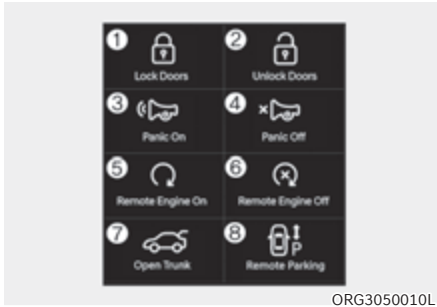 ① ②
Lock Doors Unlock Doors
③ ④
Panic On Panic Off
⑤ ⑥
Remote Engine On Remote Engine Off
⑦ ⑧
Open Trunk Remote Parking
P
ORG3050010L